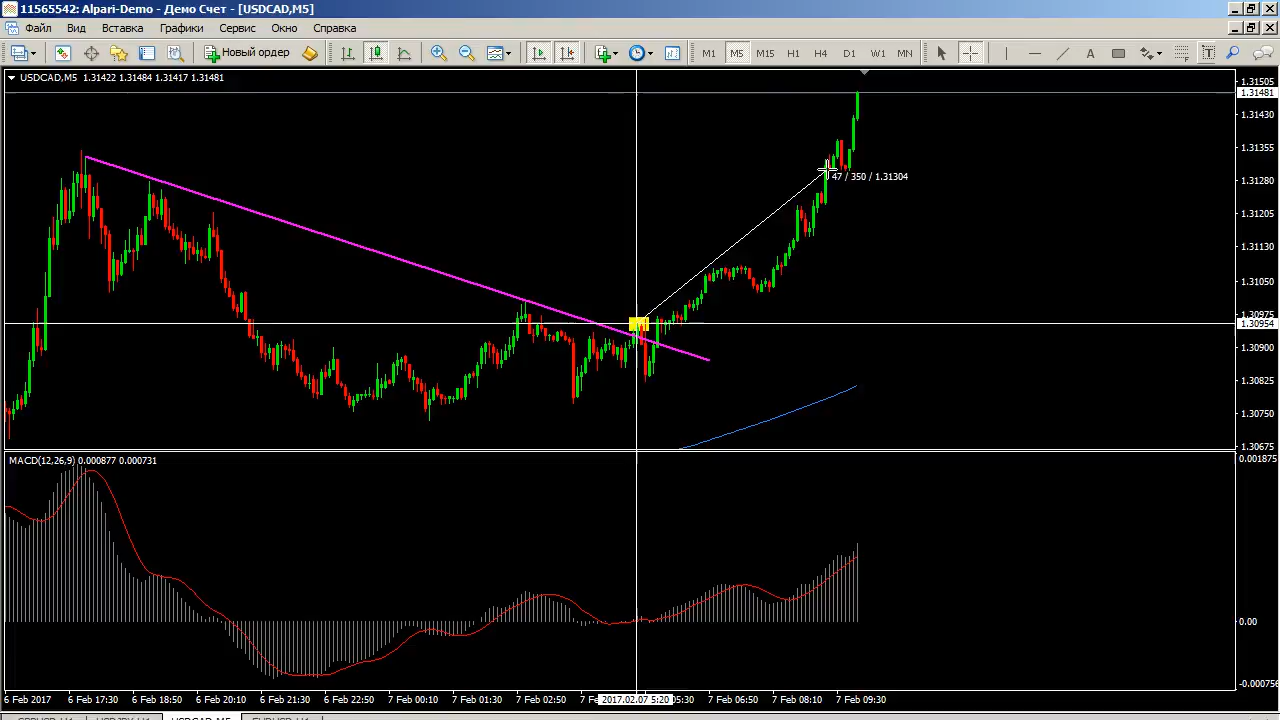 11565542: Alpari-Demo - Демо Счет - [USDCAD,M5]
Файл Вид Вставка Графики Сервис Окно Справка
Новый ордер M1 M5 M15 H1 H4 D1 W1 MN A T
USDCAD,M5 1.31422 1.31484 1.31417 1.31481
1.31505
1.31481
1.31430
1.31355
47 / 350 / 1.31304
1.31280
1.31205
1.31130
1.31050
1.30975
1.30954
1.30900
1.30825
1.30750
1.30675
MACD(12,26,9) 0.000877 0.000731
0.001875
0.00
-0.000756
6 Feb 2017 6 Feb 17:30 6 Feb 18:50 6 Feb 20:10 6 Feb 21:30 6 Feb 22:50 7 Feb 00:10 7 Feb 01:30 7 Feb 02:50 2017.02.07 5:20 05:30 7 Feb 06:50 7 Feb 08:10 7 Feb 09:30
USDCAD,M5